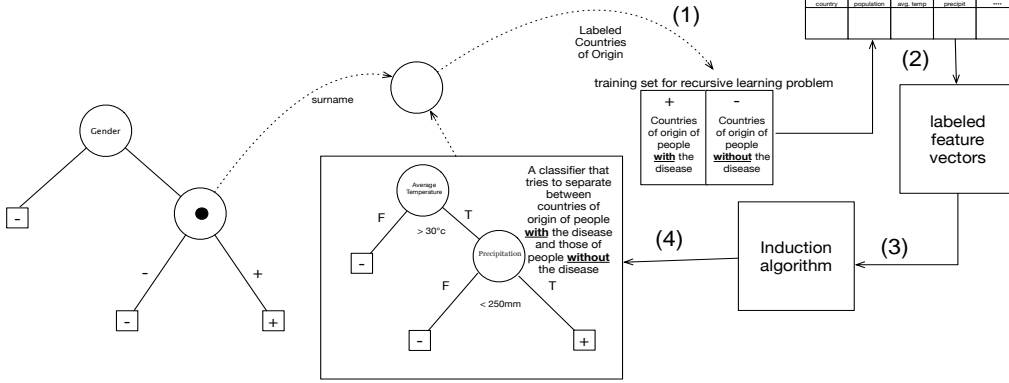 country population avg. temp precipit ....
(1)
Labeled
Countries
of Origin
(2)
surname
training set for recursive learning problem
+ -
Countries
of origin of
people
with the
disease
Countries
of origin of
people
without the
disease
labeled
feature
vectors
Gender
-
- +
- +
A classifier that
tries to separate
between
countries of
origin of people
with the disease
and those of
people without
the disease
Average
Temperature
F T
> 30°c
-
Precipitation
F T
< 250mm
- +
(4)
Induction
algorithm
(3)